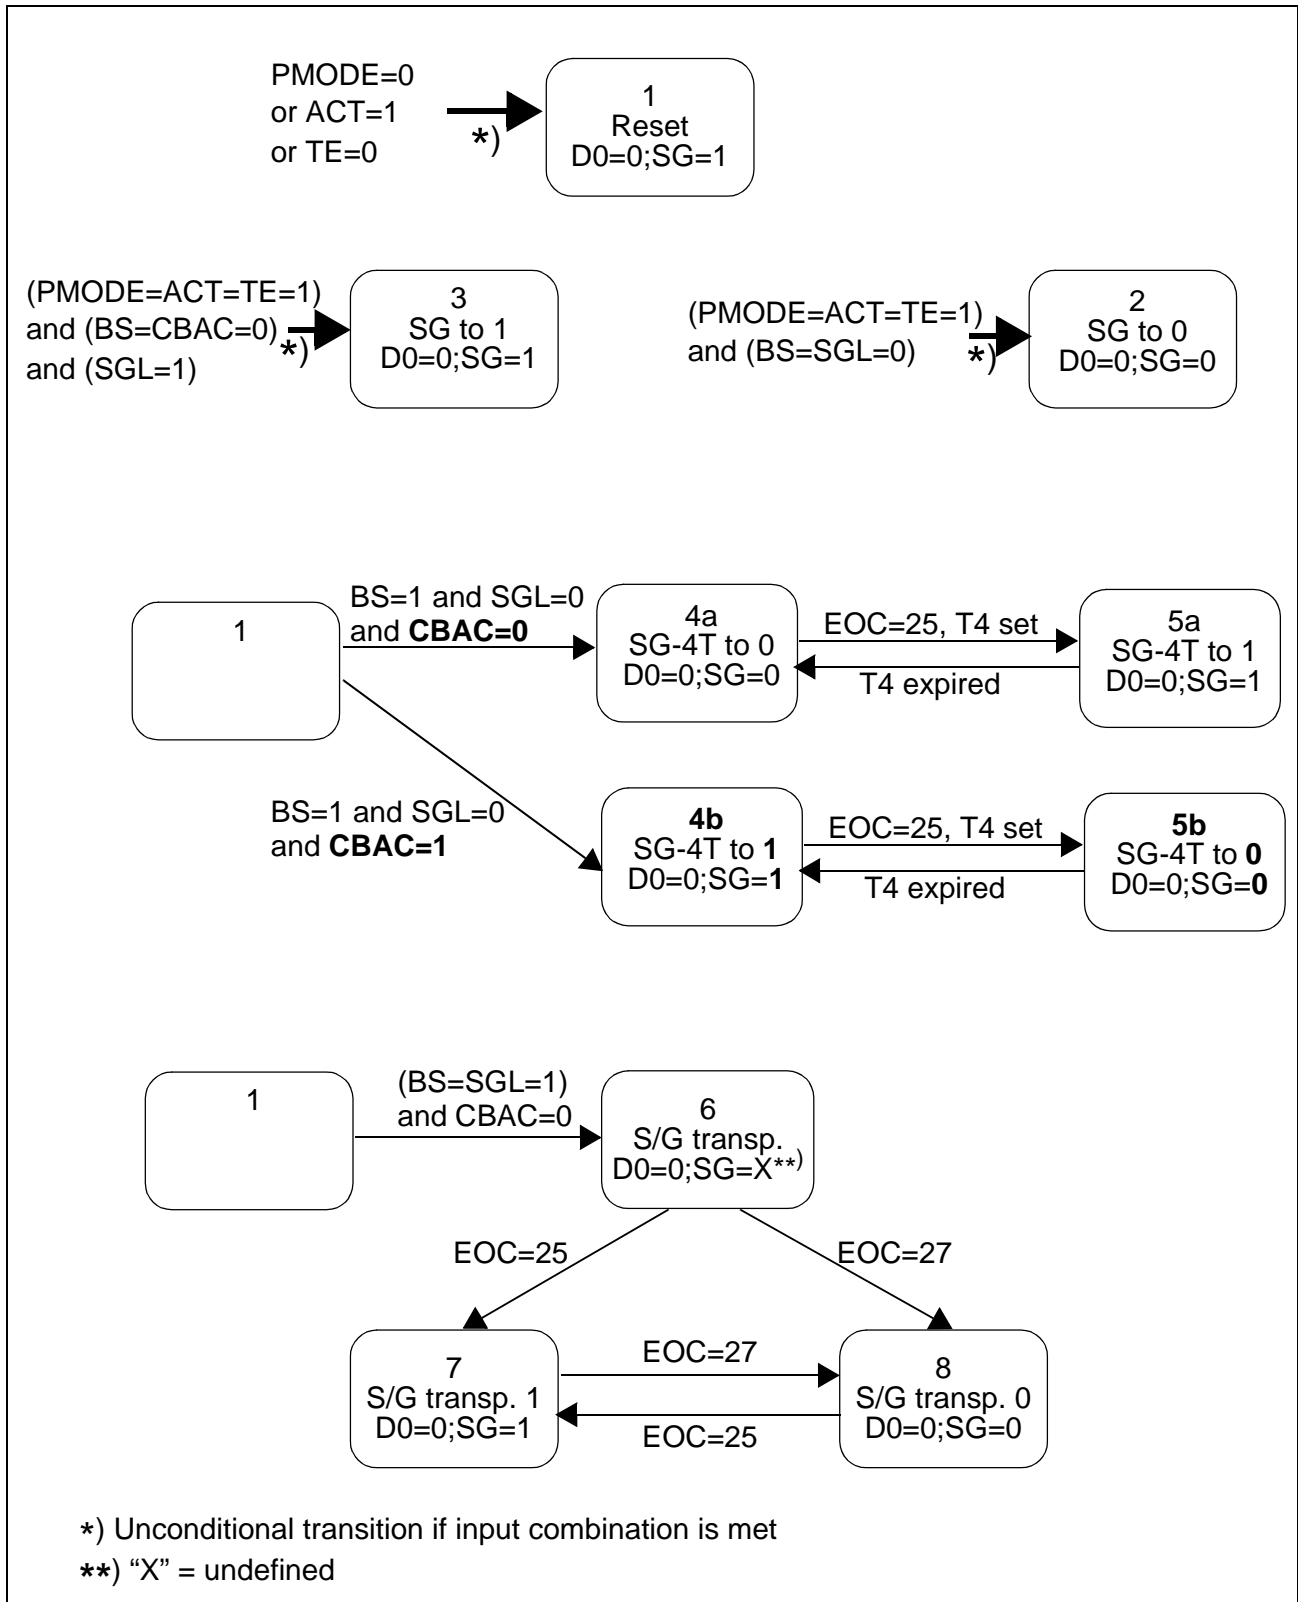 PMODE=0
or ACT=1
or TE=0
*)
1
Reset
D0=0;SG=1
(PMODE=ACT=TE=1)
and (BS=CBAC=0)
and (SGL=1)
*)
3
SG to 1
D0=0;SG=1
(PMODE=ACT=TE=1)
and (BS=SGL=0)
*)
2
SG to 0
D0=0;SG=0
1
BS=1 and SGL=0
and CBAC=0
4a
SG-4T to 0
D0=0;SG=0
EOC=25, T4 set
T4 expired
5a
SG-4T to 1
D0=0;SG=1
BS=1 and SGL=0
and CBAC=1
4b
SG-4T to 1
D0=0;SG=1
EOC=25, T4 set
T4 expired
5b
SG-4T to 0
D0=0;SG=0
1
(BS=SGL=1)
and CBAC=0
6
S/G transp.
D0=0;SG=X**)
EOC=25
EOC=27
7
S/G transp. 1
D0=0;SG=1
EOC=27
EOC=25
8
S/G transp. 0
D0=0;SG=0
*) Unconditional transition if input combination is met
**) “X” = undefined